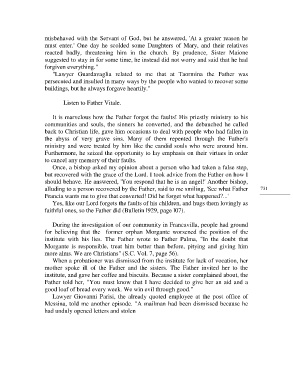 misbehaved with the Servant of God, but he answered, 'At a greater reason he
must enter.' One day he scolded some Daughters of Mary, and their relatives
reacted badly, threatening him in the church. By prudence, Sister Maione
suggested to stay in for some time, he instead did not worry and said that he had
forgiven everything."
"Lawyer Guardavaglia related to me that at Taormina the Father was
persecuted and insulted in many ways by the people who wanted to recover some
buildings, but he always forgave heartily."
Listen to Father Vitale.
It is marvelous how the Father forgot the faults! His priestly ministry to his
communities and souls, the sinners he converted, and the debauched he called
back to Christian life, gave him occasions to deal with people who had fallen in
the abyss of very grave sins. Many of them repented through the Father's
ministry and were treated by him like the candid souls who were around him.
Furthermore, he seized the opportunity to lay emphasis on their virtues in order
to cancel any memory of their faults.
Once, a bishop asked my opinion about a person who had taken a false step,
but recovered with the grace of the Lord. I took advice from the Father on how I
should behave. He answered, 'You respond that he is an angel!' Another bishop,
alluding to a person recovered by the Father, said to me smiling, 'See what Father
Francia wants me to give that converted! Did he forget what happened?...'
Yes, like our Lord forgets the faults of his children, and hugs them lovingly as
faithful ones, so the Father did (Bulletin 1929, page 107).
During the investigation of our community in Francavilla, people had ground
for believing that the former orphan Morgante worsened the position of the
institute with his lies. The Father wrote to Father Palma, "In the doubt that
Morgante is responsible, treat him better than before, pitying and giving him
more alms. We are Christians" (S.C. Vol. 7, page 56).
When a probationer was dismissed from the institute for lack of vocation, her
mother spoke ill of the Father and the sisters. The Father invited her to the
institute, and gave her coffee and biscuits. Because a sister complained about, the
Father told her, "You must know that I have decided to give her an aid and a
good loaf of bread every week. We win evil through good."
Lawyer Giovanni Parisi, the already quoted employee at the post office of
Messina, told me another episode. "A mailman had been dismissed because he
had unduly opened letters and stolen
731